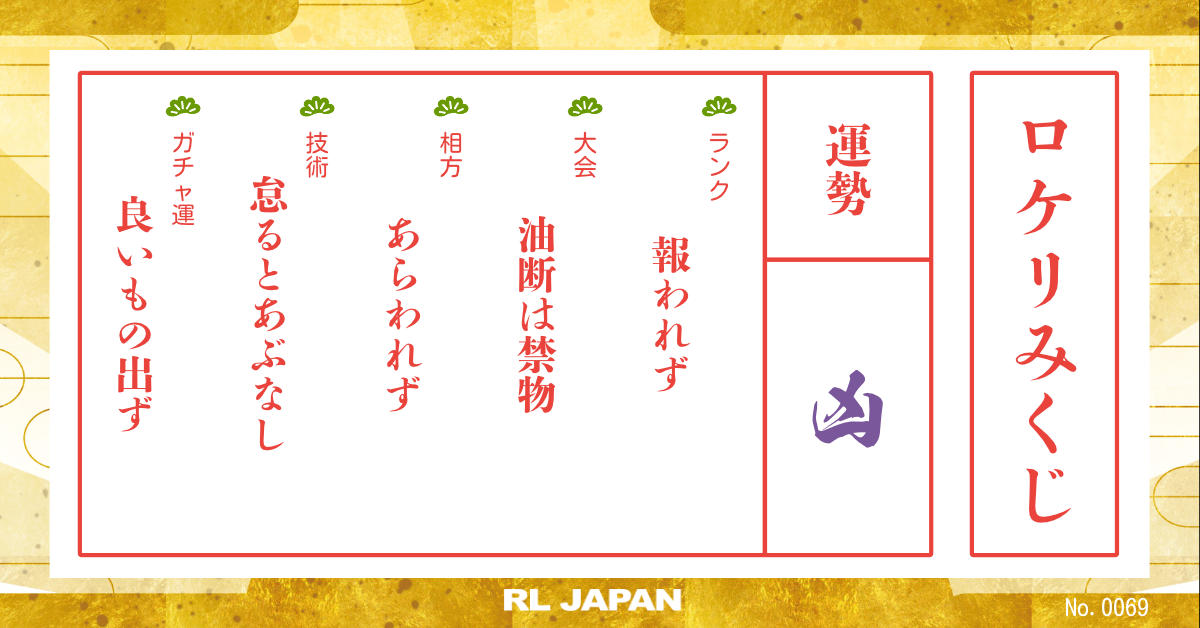 ロケリみくじ
運勢
凶
ランク
報われず
大会
油断は禁物
相方
あらわれず
技術
怠るとあぶなし
ガチャ運
良いもの出ず
RL JAPAN
No. 0069